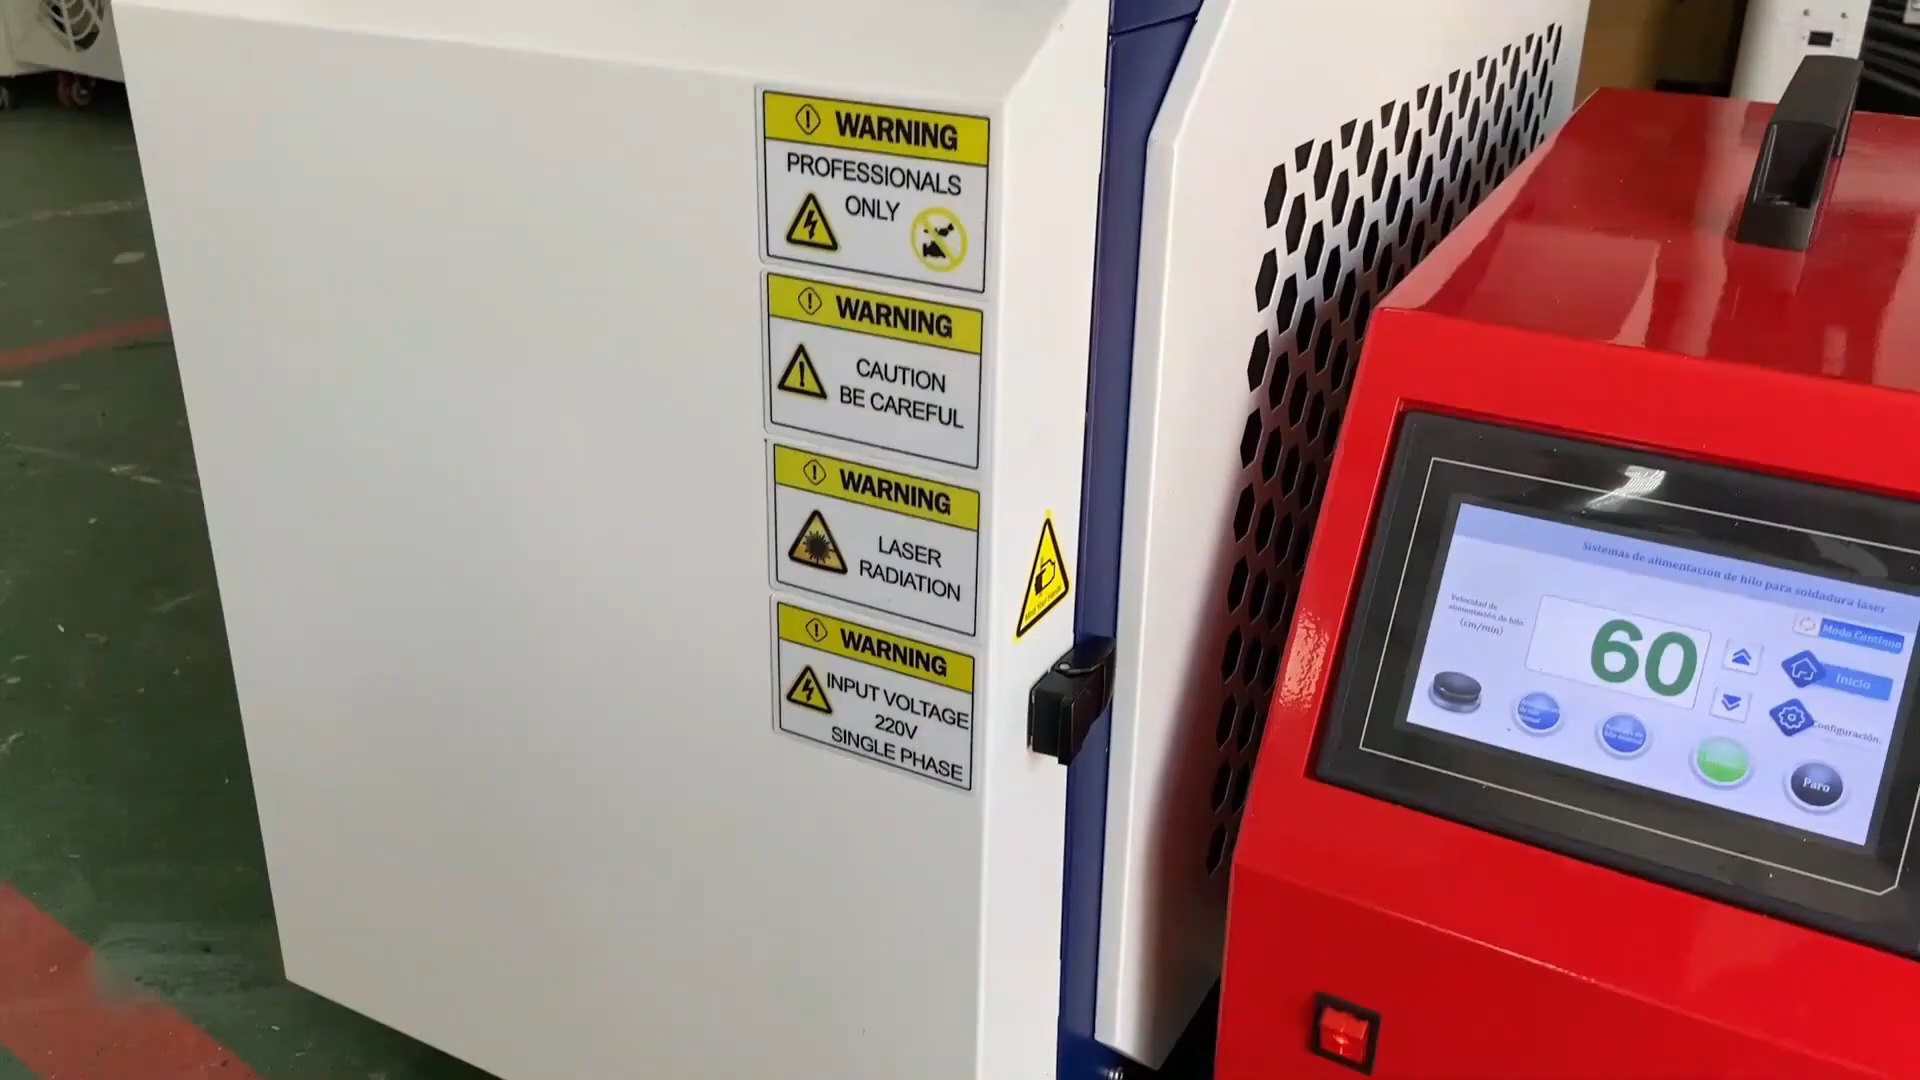 WARNING
PROFESSIONALS
ONLY
WARNING
CAUTION
BE CAREFUL
WARNING
LASER
RADIATION
WARNING
INPUT VOLTAGE
220V
SINGLE PHASE
Sistemas de alimentación de hilo para soldadura láser
Velocidad de
alimentación de hilo
(cm/min)
60
Modo Continuo
Inicio
Configuración
Paro